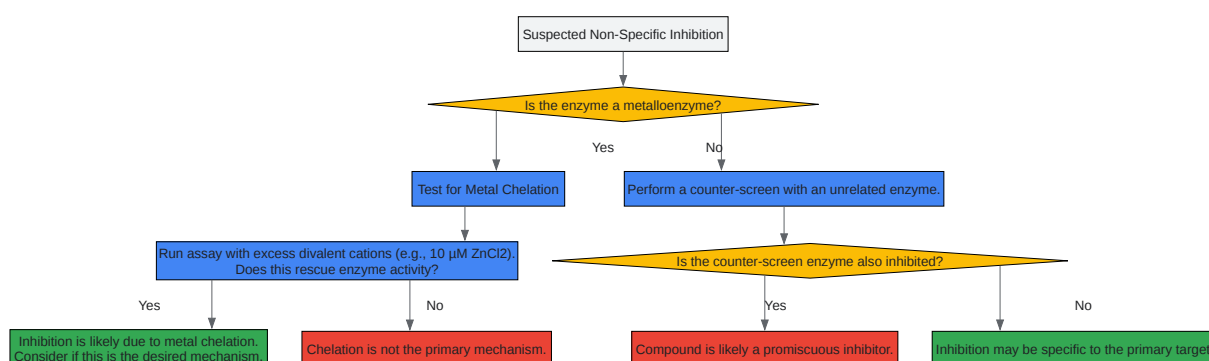 Suspected Non-Specific Inhibition
Is the enzyme a metalloenzyme?
Yes
No
Test for Metal Chelation
Perform a counter-screen with an unrelated enzyme.
Run assay with excess divalent cations (e.g., 10 µM ZnCl2).
Does this rescue enzyme activity?
Is the counter-screen enzyme also inhibited?
Yes
No
Yes
No
Inhibition is likely due to metal chelation.
Consider if this is the desired mechanism.
Chelation is not the primary mechanism.
Compound is likely a promiscuous inhibitor.
Inhibition may be specific to the primary target